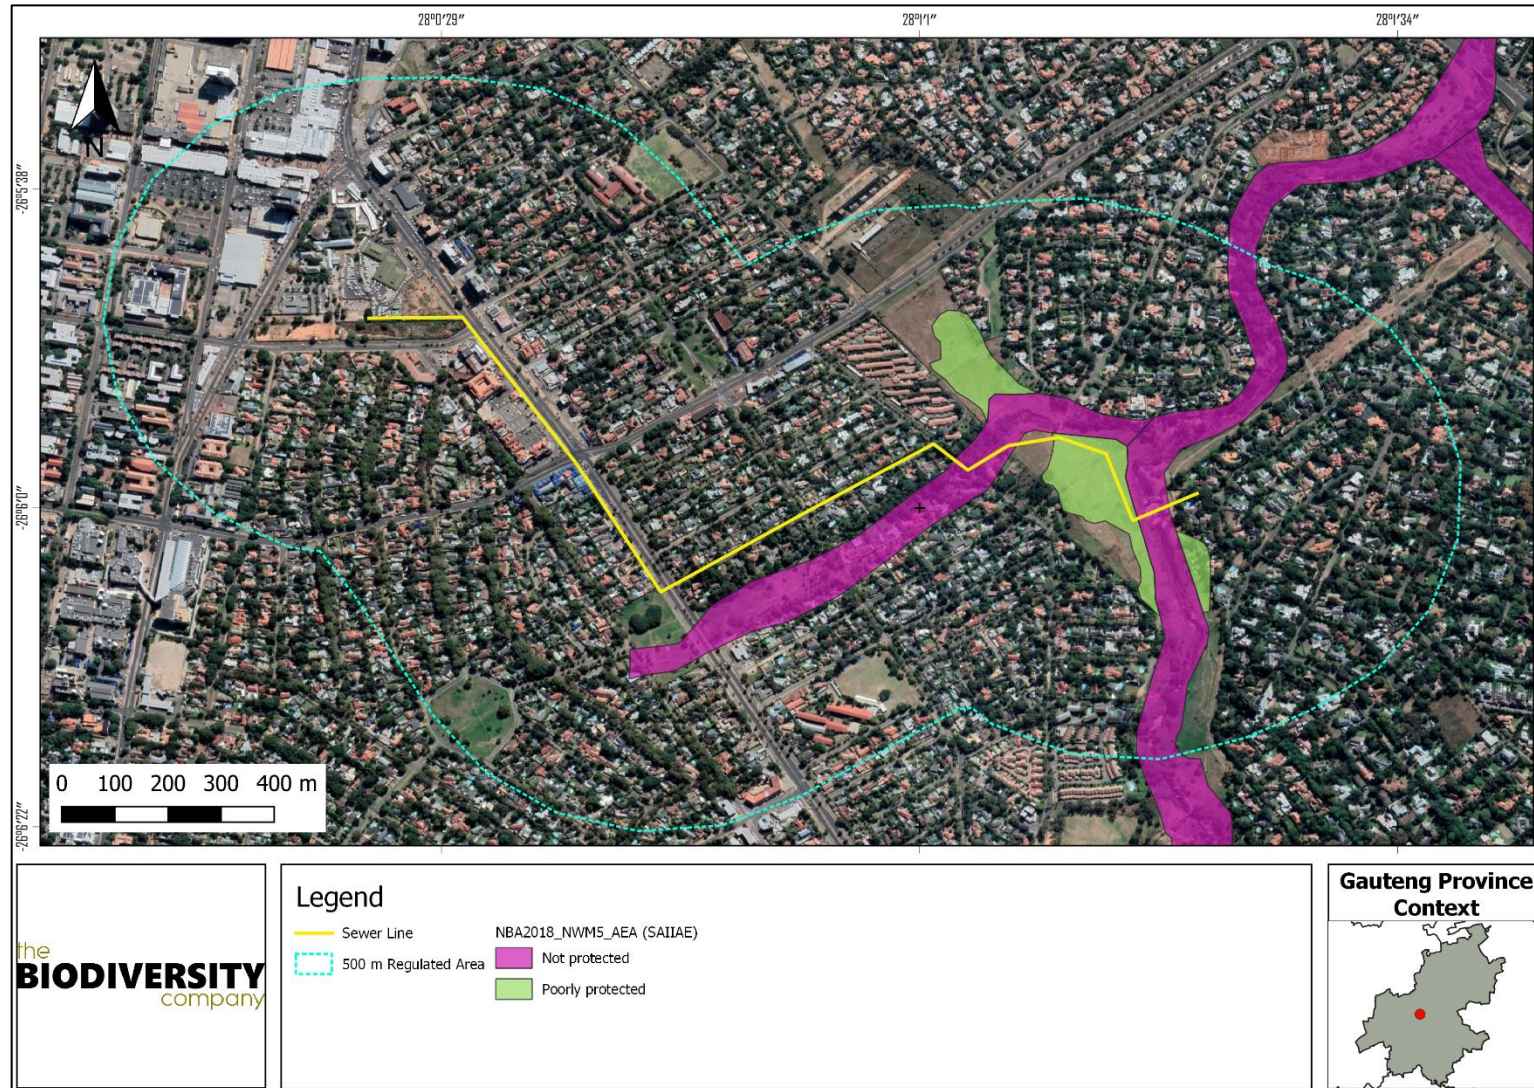 28°0′29″
28°1′1″
28°1′34″
-26°5′38″
-26°6′0″
-26°6′22″
N
0 100 200 300 400 m
the
BIODIVERSITY
company
Legend
Sewer Line
500 m Regulated Area
NBA2018_NWM5_AEA (SAIIAE)
Not protected
Poorly protected
Gauteng Province
Context